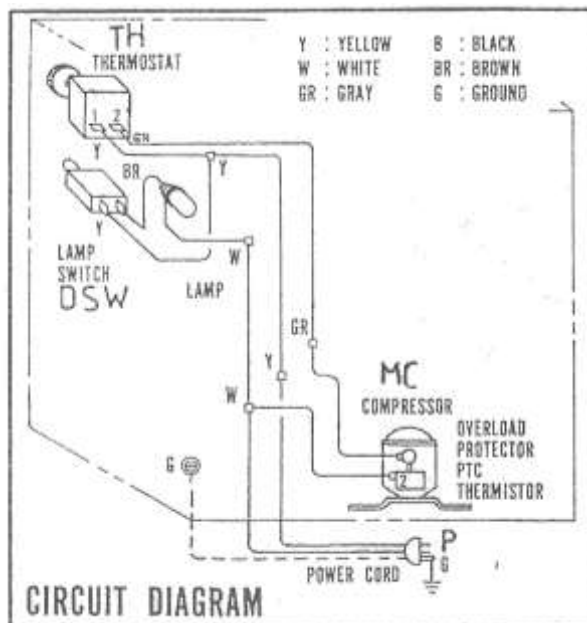 TH
THERMOSTAT
Y : YELLOW B : BLACK
W : WHITE BR : BROWN
GR : GRAY G : GROUND
1 2
GR
Y
BR
Y
Y
LAMP
SWITCH
DSW
LAMP
W
GR
Y
W
MC
COMPRESSOR
OVERLOAD
PROTECTOR
PTC
THERMISTOR
2
G
P
G
POWER CORD
CIRCUIT DIAGRAM